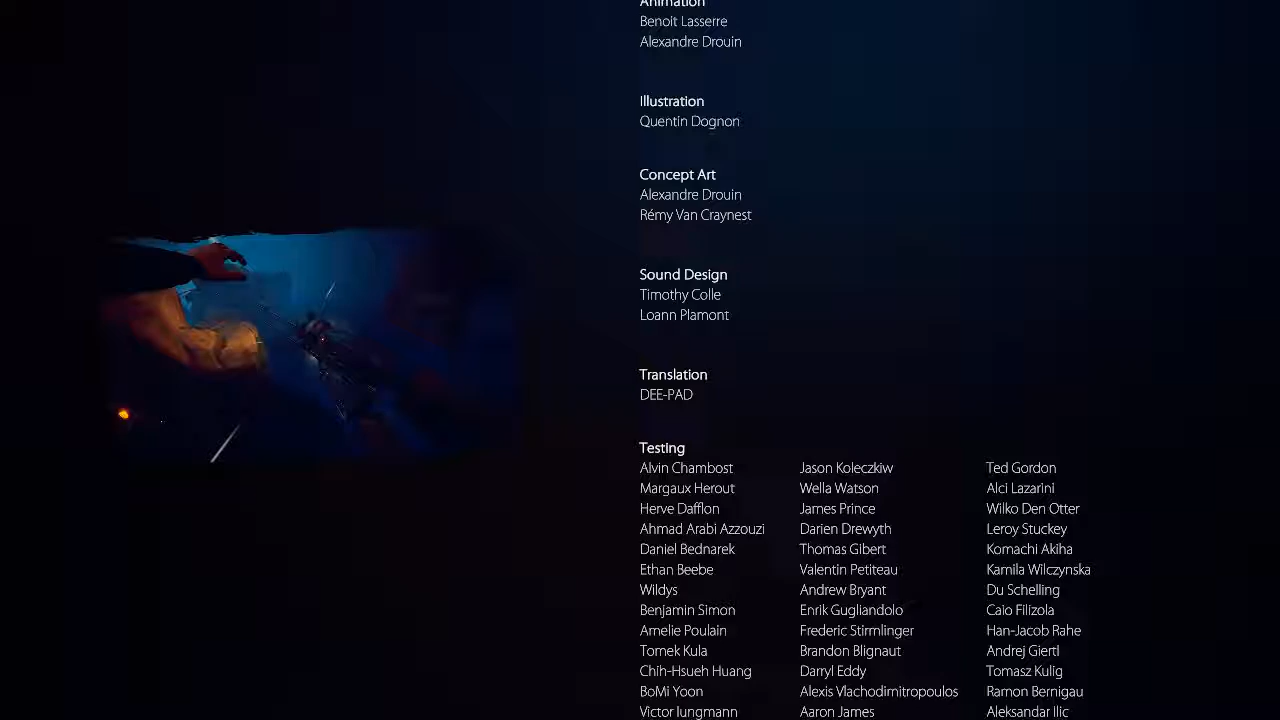 Animation
Benoit Lasserre
Alexandre Drouin
Illustration
Quentin Dognon
Concept Art
Alexandre Drouin
Rémy Van Craynest
Sound Design
Timothy Colle
Loann Plamont
Translation
DEE-PAD
Testing
Alvin Chambost Jason Koleczkiw Ted Gordon
Margaux Herout Wella Watson Alci Lazarini
Herve Dafflon James Prince Wilko Den Otter
Ahmad Arabi Azzouzi Darien Drewyth Leroy Stuckey
Daniel Bednarek Thomas Gibert Komachi Akiha
Ethan Beebe Valentin Petiteau Kamila Wilczynska
Wildys Andrew Bryant Du Schelling
Benjamin Simon Enrik Gugliandolo Caio Filizola
Amelie Poulain Frederic Stirmlinger Han-Jacob Rahe
Tomek Kula Brandon Blignaut Andrej Giertl
Chih-Hsueh Huang Darryl Eddy Tomasz Kulig
BoMi Yoon Alexis Vlachodimitropoulos Ramon Bernigau
Victor Iungmann Aaron James Aleksandar Ilic